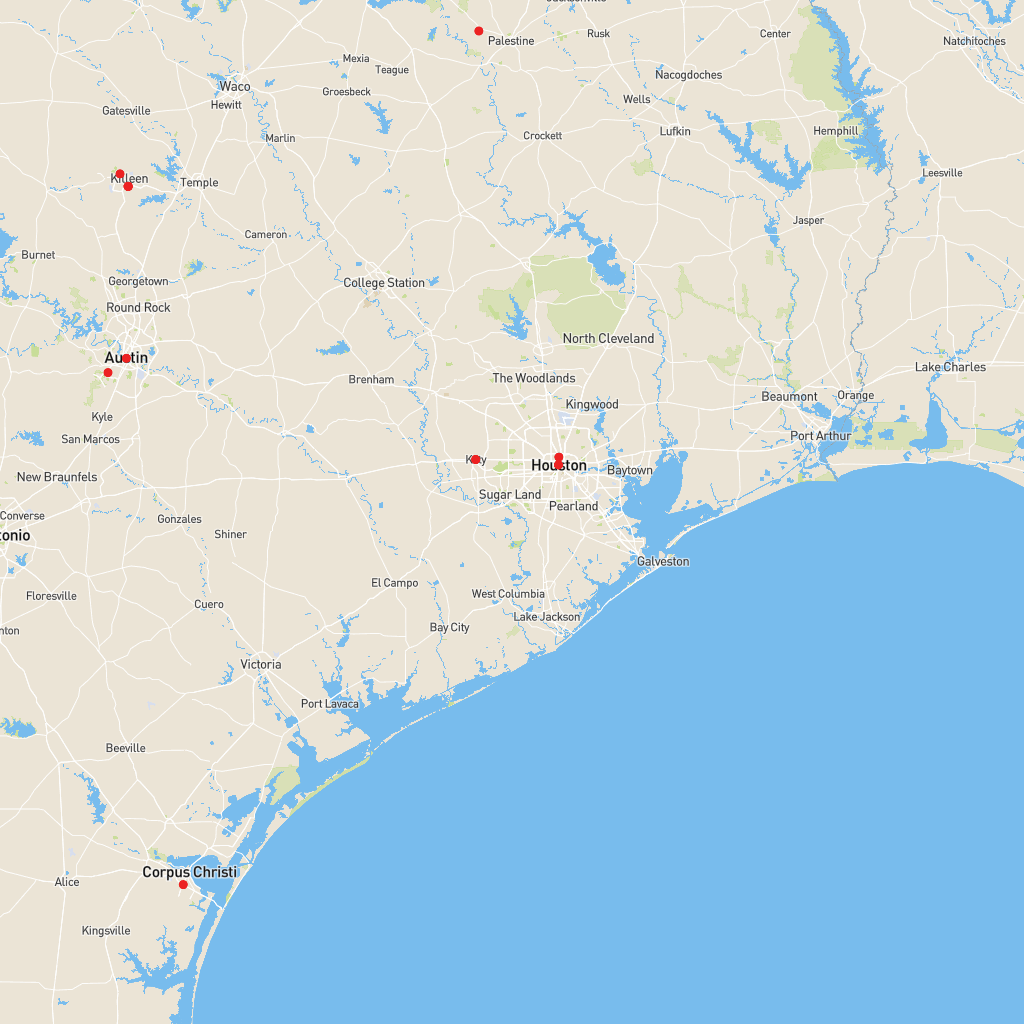 Jacksonville
Palestine
Rusk
Center
Natchitoches
Mexia
Teague
Nacogdoches
Waco
Groesbeck
Hewitt
Wells
Gatesville
Marlin
Crockett
Lufkin
Hemphill
Killeen
Temple
Leesville
Cameron
Jasper
Burnet
Georgetown
College Station
Round Rock
North Cleveland
Austin
Lake Charles
Brenham
The Woodlands
Beaumont
Orange
Kyle
Kingwood
San Marcos
Port Arthur
Katy
Houston
Baytown
New Braunfels
Sugar Land
Pearland
Converse
Gonzales
tonio
Shiner
Galveston
El Campo
Floresville
West Columbia
Cuero
Lake Jackson
nton
Bay City
Victoria
Port Lavaca
Beeville
Corpus Christi
Alice
Kingsville